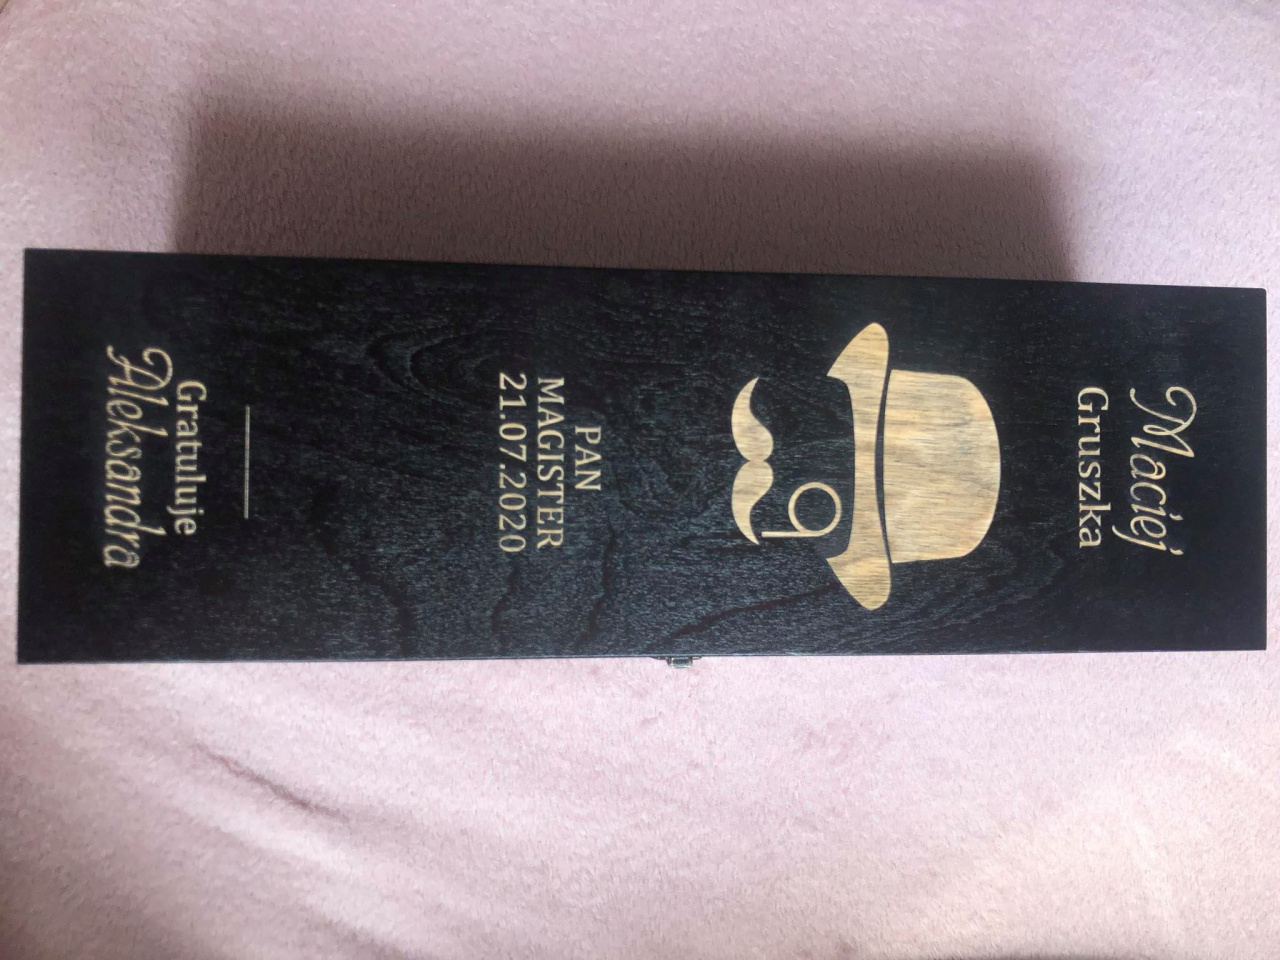 Maciej
Gruszka
PAN
MAGISTER
21.07.2020
Gratuluje
Aleksandra